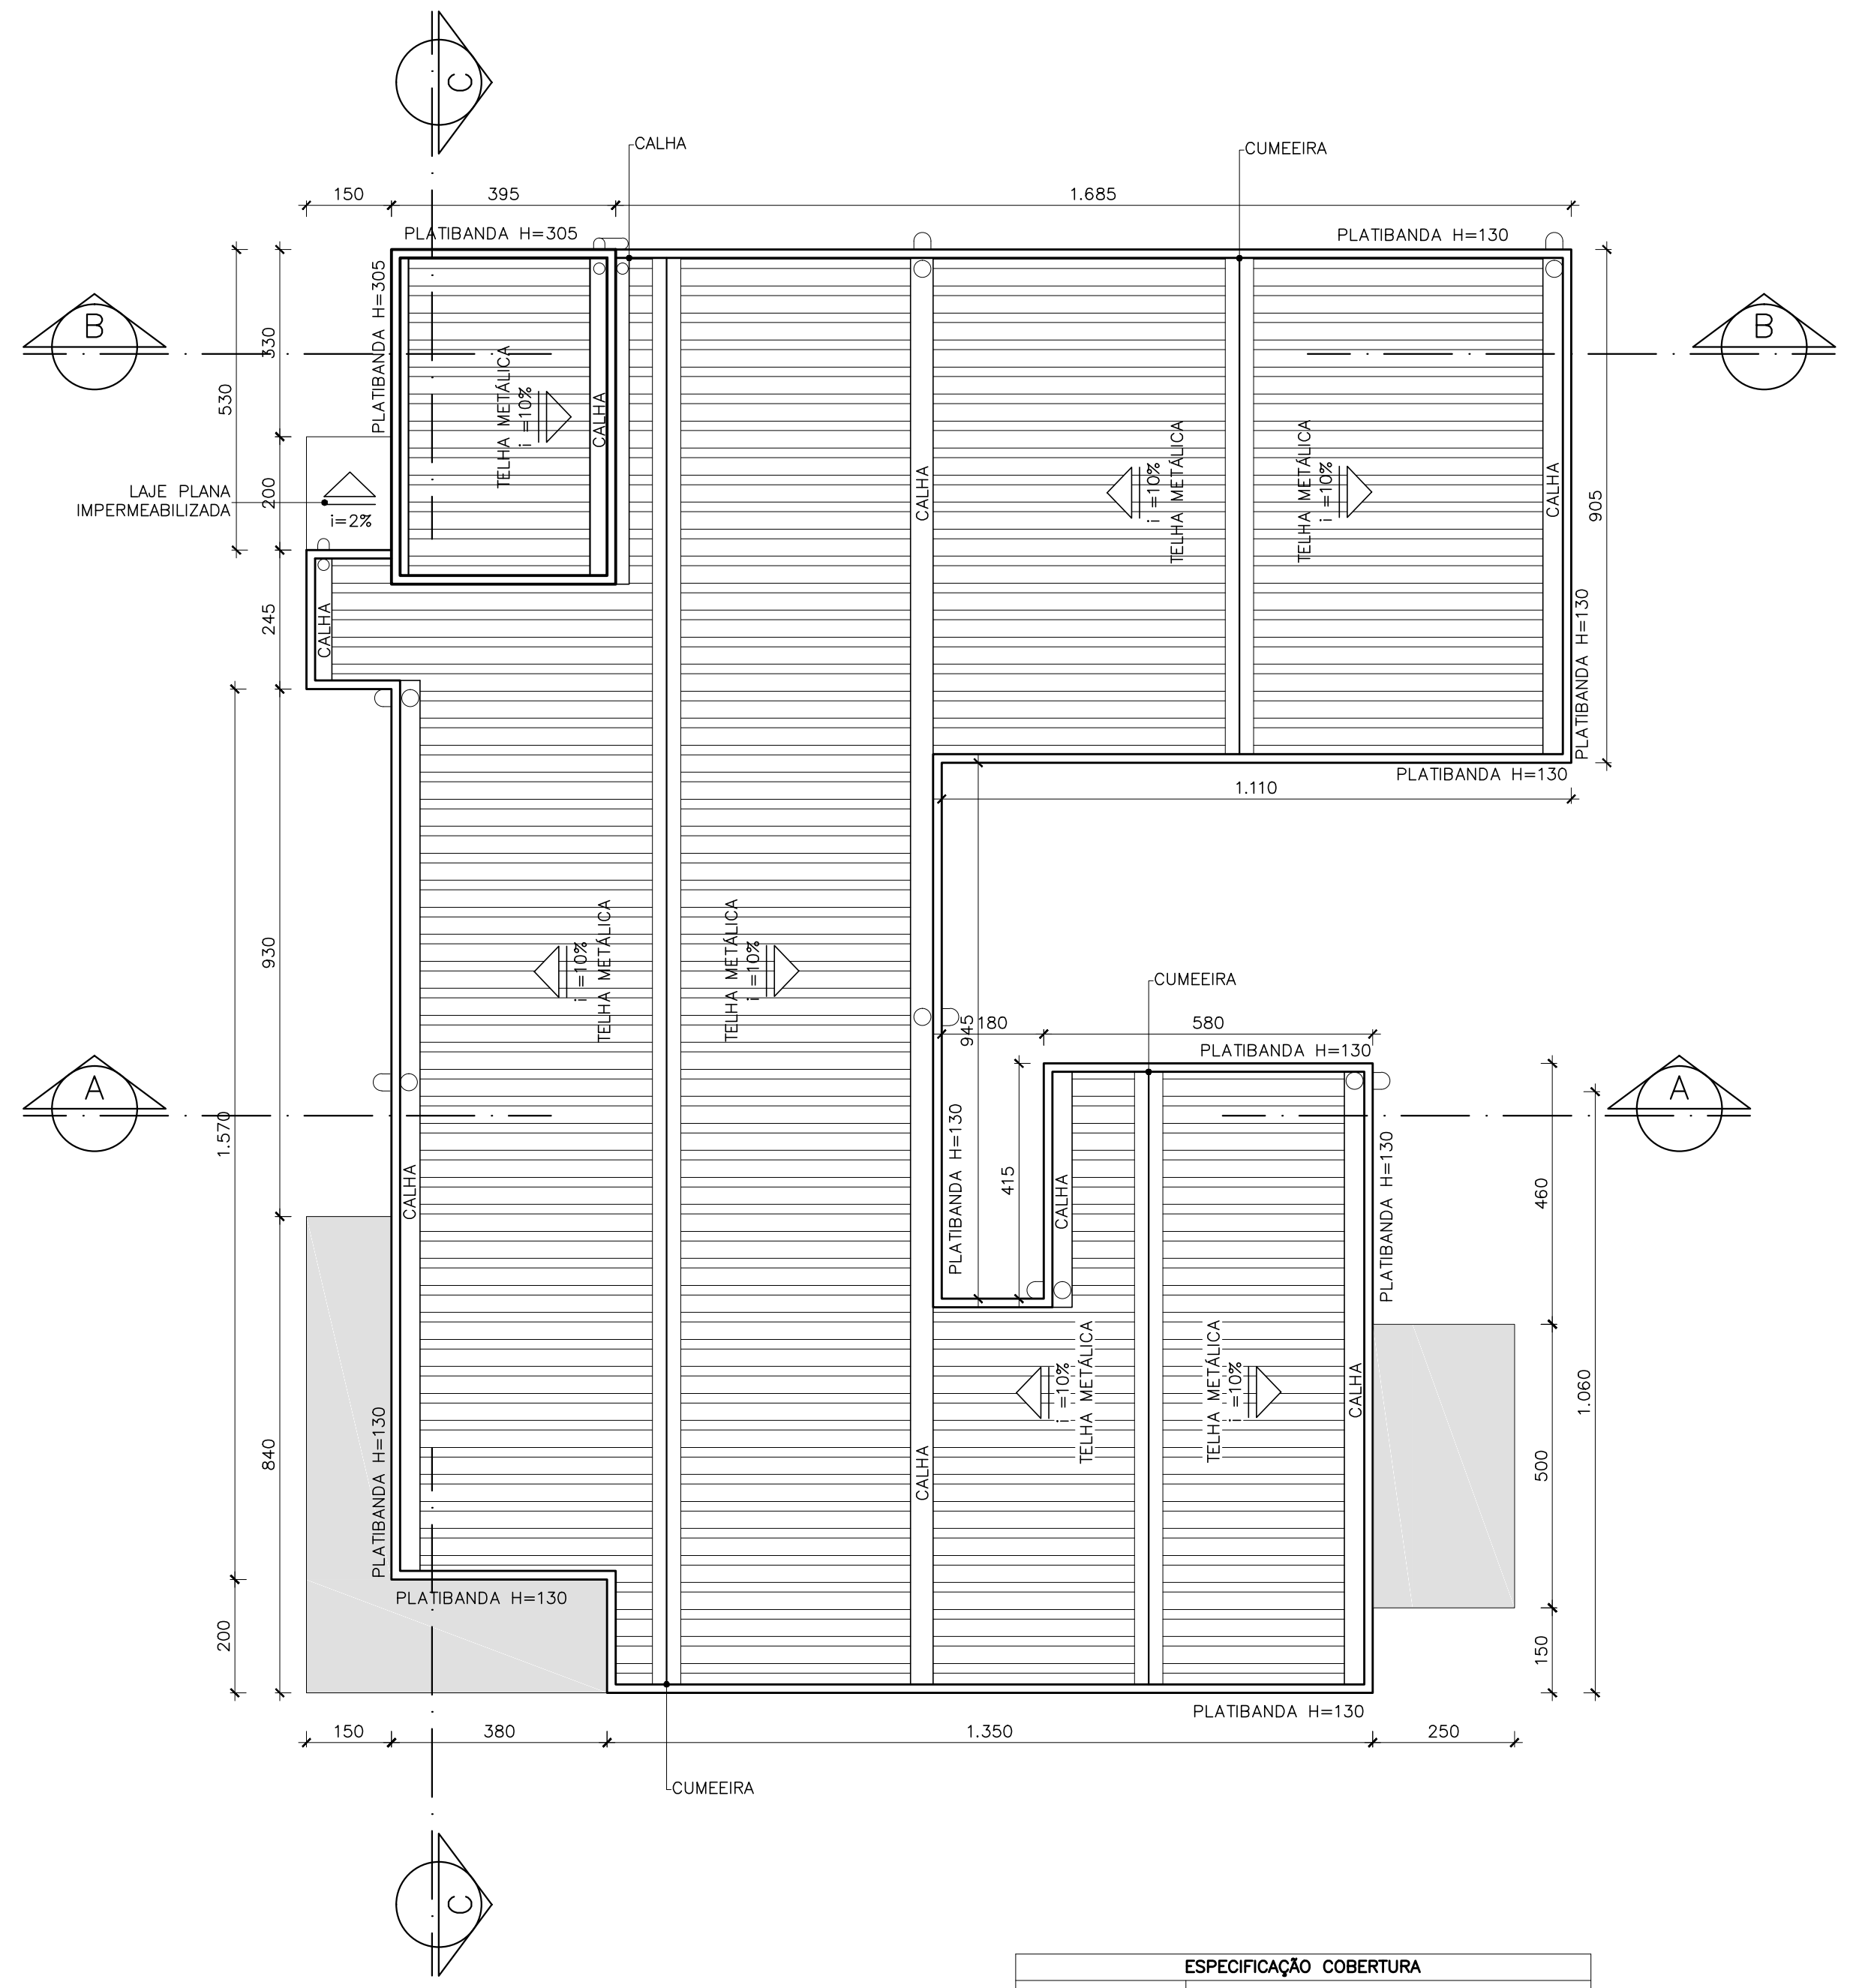 C
CALHA
CUMEEIRA
150
395
1.685
PLATIBANDA H=305
PLATIBANDA H=130
PLATIBANDA H=305
B
B
330
530
TELHA METÁLICA
i =10%
CALHA
LAJE PLANA
IMPERMEABILIZADA
i=2%
200
CALHA
i =10%
TELHA METÁLICA
TELHA METÁLICA
i =10%
CALHA
905
245
CALHA
PLATIBANDA H=130
PLATIBANDA H=130
1.110
930
i =10%
TELHA METÁLICA
TELHA METÁLICA
i =10%
CUMEEIRA
945
180
580
PLATIBANDA H=130
A
A
1.570
CALHA
PLATIBANDA H=130
415
CALHA
PLATIBANDA H=130
460
i =10%
TELHA METÁLICA
TELHA METÁLICA
i =10%
CALHA
1.060
840
PLATIBANDA H=130
CALHA
500
PLATIBANDA H=130
200
150
PLATIBANDA H=130
150
380
1.350
250
CUMEEIRA
C
ESPECIFICAÇÃO COBERTURA